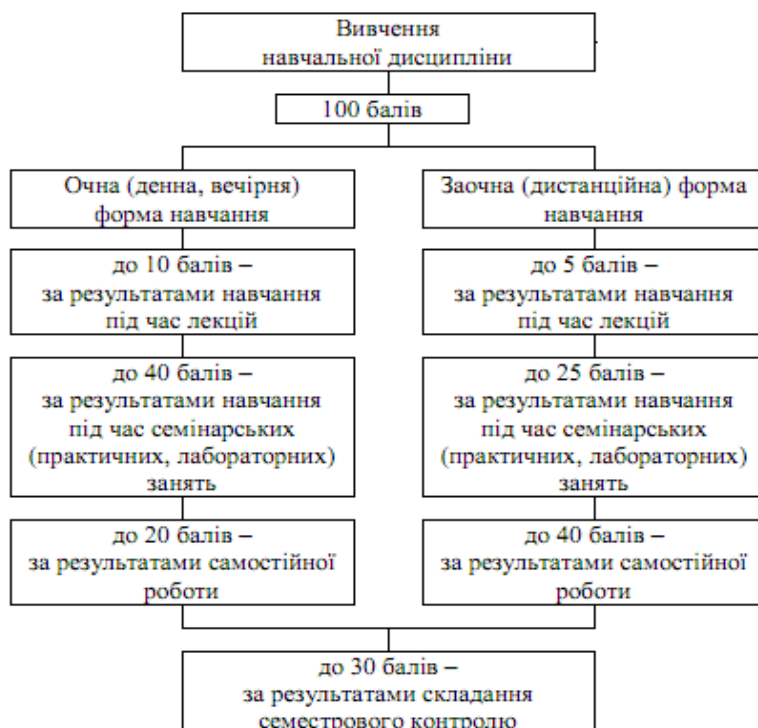 Вивчення
навчальної дисципліни
100 балів
Очна (денна, вечірня)
форма навчання
Заочна (дистанційна) форма
навчання
до 10 балів –
за результатами навчання
під час лекцій
до 5 балів –
за результатами навчання
під час лекцій
до 40 балів –
за результатами навчання
під час семінарських
(практичних, лабораторних)
занять
до 25 балів –
за результатами навчання
під час семінарських
(практичних, лабораторних)
занять
до 20 балів –
за результатами самостійної
роботи
до 40 балів –
за результатами самостійної
роботи
до 30 балів –
за результатами складання
семестрового контролю